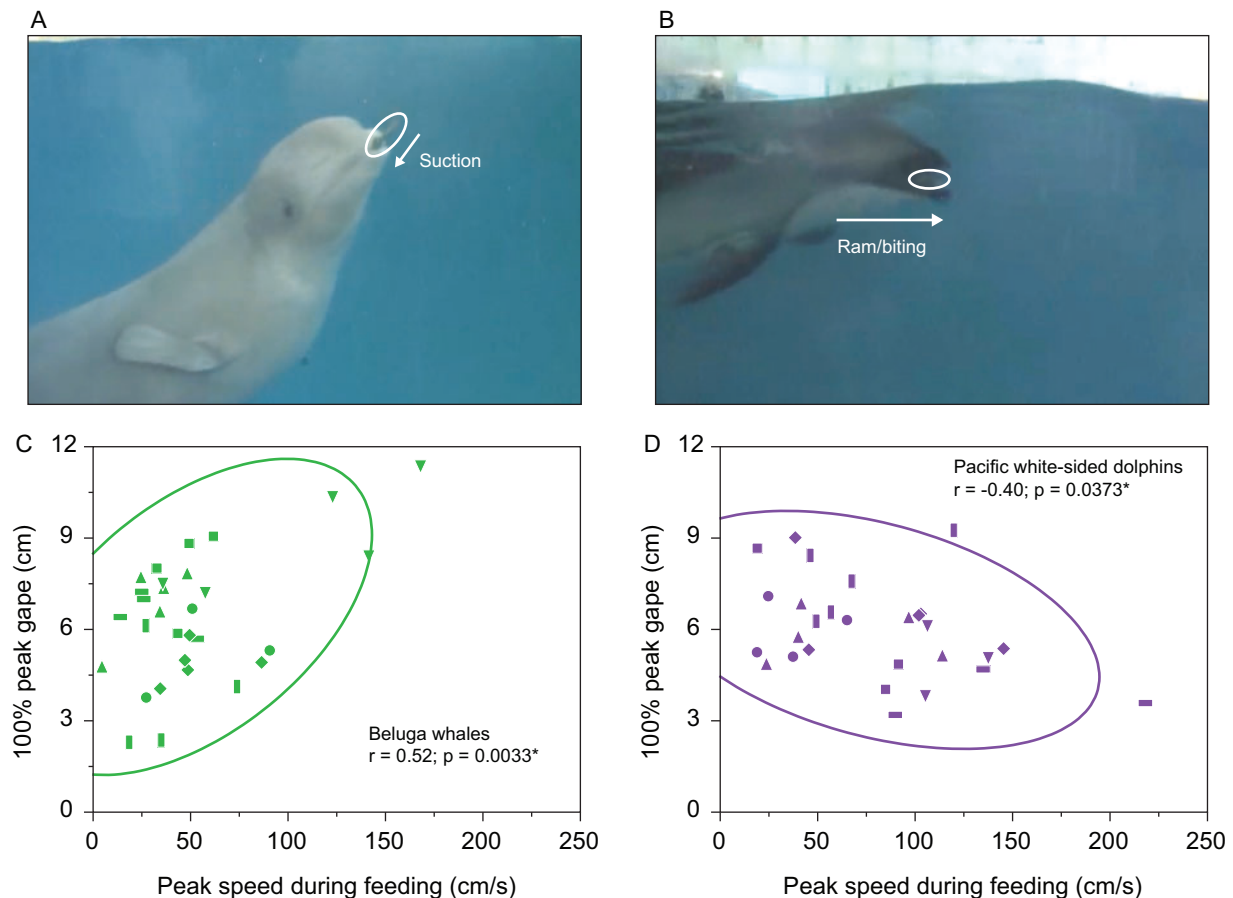 A
B
Suction
Ram/biting
C
D
12
9
6
3
0
100% peak gape (cm)
Beluga whales
r = 0.52; p = 0.0033*
0
50
100
150
200
250
Peak speed during feeding (cm/s)
12
9
6
3
0
100% peak gape (cm)
Pacific white-sided dolphins
r = -0.40; p = 0.0373*
0
50
100
150
200
250
Peak speed during feeding (cm/s)